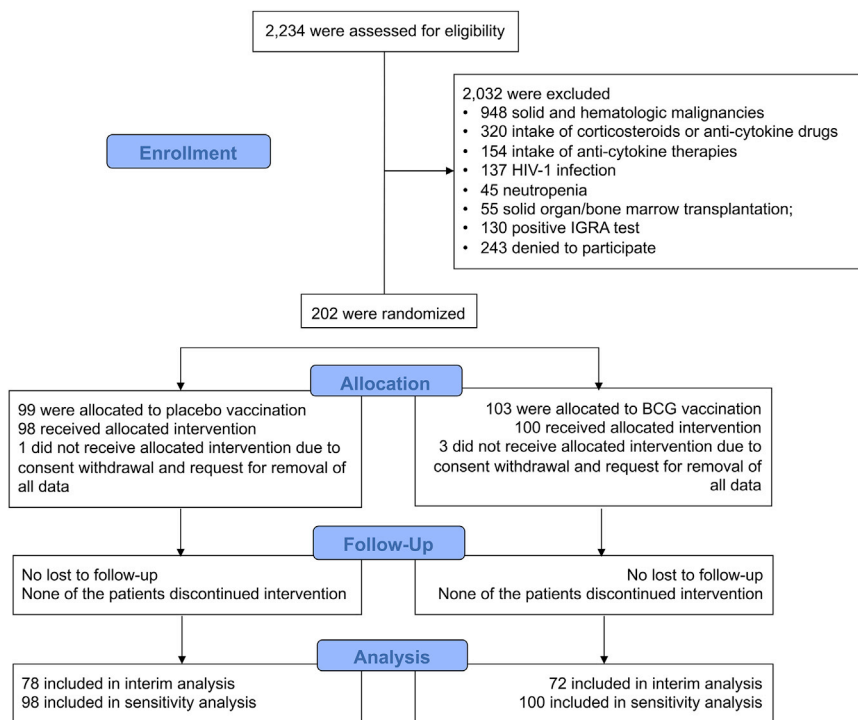 2,234 were assessed for eligibility
2,032 were excluded
• 948 solid and hematologic malignancies
• 320 intake of corticosteroids or anti-cytokine drugs
• 154 intake of anti-cytokine therapies
• 137 HIV-1 infection
• 45 neutropenia
• 55 solid organ/bone marrow transplantation;
• 130 positive IGRA test
• 243 denied to participate
Enrollment
202 were randomized
Allocation
99 were allocated to placebo vaccination
98 received allocated intervention
1 did not receive allocated intervention due to
consent withdrawal and request for removal of
all data
103 were allocated to BCG vaccination
100 received allocated intervention
3 did not receive allocated intervention due to
consent withdrawal and request for removal of
all data
Follow-Up
No lost to follow-up
None of the patients discontinued intervention
No lost to follow-up
None of the patients discontinued intervention
Analysis
78 included in interim analysis
98 included in sensitivity analysis
72 included in interim analysis
100 included in sensitivity analysis